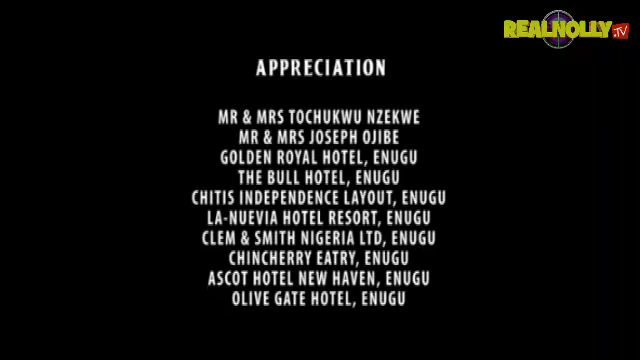 REALNOLLY.TV
APPRECIATION
MR & MRS TOCHUKWU NZEKWE
MR & MRS JOSEPH OJIBE
GOLDEN ROYAL HOTEL, ENUGU
THE BULL HOTEL, ENUGU
CHITIS INDEPENDENCE LAYOUT, ENUGU
LA-NUEVIA HOTEL RESORT, ENUGU
CLEM & SMITH NIGERIA LTD, ENUGU
CHINCHERRY EATRY, ENUGU
ASCOT HOTEL NEW HAVEN, ENUGU
OLIVE GATE HOTEL, ENUGU